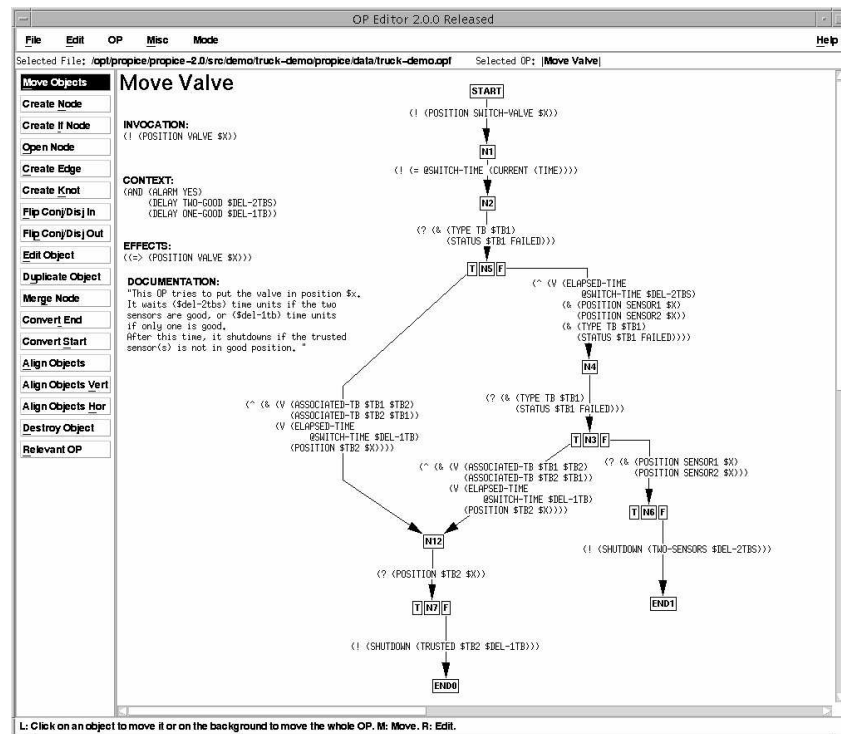 OP Editor 2.0.0 Released
File Edit OP Misc Mode Help
Selected File: /opt/propice/propice-2.0/src/demo/truck-demo/propice/data/truck-demo.opf Selected OP: |Move Valve|
Move Objects
Create Node
Create If Node
Open Node
Create Edge
Create Knot
Flip Conj/Disj In
Flip Conj/Disj Out
Edit Object
Duplicate Object
Merge Node
Convert End
Convert Start
Align Objects
Align Objects Vert
Align Objects Hor
Destroy Object
Relevant OP
Move Valve
INVOCATION:
(! (POSITION VALVE $X))
CONTEXT:
(AND (ALARM YES)
(DELAY TWO-GOOD $DEL-2TBS)
(DELAY ONE-GOOD $DEL-1TB))
EFFECTS:
((=> (POSITION VALVE $X)))
DOCUMENTATION:
"This OP tries to put the valve in position $x.
It waits ($del-2tbs) time units if the two
sensors are good, or ($del-1tb) time units
if only one is good.
After this time, it shutdowns if the trusted
sensor(s) is not in good position. "
START
(! (POSITION SWITCH-VALVE $X))
N1
(! (= @SWITCH-TIME (CURRENT (TIME))))
N2
(? (& (TYPE TB $TB1)
(STATUS $TB1 FAILED)))
T N5 F
(^ (V (ELAPSED-TIME
@SWITCH-TIME $DEL-2TBS)
(& (POSITION SENSOR1 $X)
(POSITION SENSOR2 $X))
(& (TYPE TB $TB1)
(STATUS $TB1 FAILED))))
N4
(? (& (TYPE TB $TB1)
(STATUS $TB1 FAILED)))
T N3 F
(^ (& (V (ASSOCIATED-TB $TB1 $TB2)
(ASSOCIATED-TB $TB2 $TB1))
(V (ELAPSED-TIME
@SWITCH-TIME $DEL-1TB)
(POSITION $TB2 $X))))
(^ (& (V (ASSOCIATED-TB $TB1 $TB2)
(ASSOCIATED-TB $TB2 $TB1))
(V (ELAPSED-TIME
@SWITCH-TIME $DEL-1TB)
(POSITION $TB2 $X))))
(? (& (POSITION SENSOR1 $X)
(POSITION SENSOR2 $X)))
T N6 F
N12
(! (SHUTDOWN (TWO-SENSORS $DEL-2TBS)))
(? (POSITION $TB2 $X))
END1
T N7 F
(! (SHUTDOWN (TRUSTED $TB2 $DEL-1TB)))
END0
L: Click on an object to move it or on the background to move the whole OP. M: Move. R: Edit.